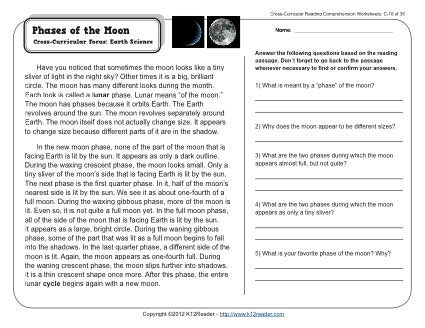 Cross-Curricular Reading Comprehension Worksheets: C-16 of 36
Phases of the Moon
Cross-Curricular Focus: Earth Science
Name:
Have you noticed that sometimes the moon looks like a tiny
sliver of light in the night sky? Other times it is a big, brilliant
circle. The moon has many different looks during the month.
Each look is called a lunar phase. Lunar means “of the moon.”
The moon has phases because it orbits Earth. The Earth
revolves around the sun. The moon revolves separately around
Earth. The moon itself does not actually change size. It appears
to change size because different parts of it are in the shadow.
In the new moon phase, none of the part of the moon that is
facing Earth is lit by the sun. It appears as only a dark outline.
During the waxing crescent phase, the moon looks small. Only a
tiny sliver of the moon’s side that is facing Earth is lit by the sun.
The next phase is the first quarter phase. In it, half of the moon’s
nearest side is lit by the sun. We see it as about one-fourth of a
full moon. During the waxing gibbous phase, more of the moon is
lit. Even so, it is not quite a full moon yet. In the full moon phase,
all of the side of the moon that is facing Earth is lit by the sun.
It appears as a large, bright circle. During the waning gibbous
phase, some of the part that was lit as a full moon begins to fall
into the shadows. In the last quarter phase, a different side of the
moon is lit. Again, the moon appears as one-fourth full. During
the waning crescent phase, the moon slips further into shadows.
It is a thin crescent shape once more. After this phase, the entire
lunar cycle begins again with a new moon.
Answer the following questions based on the reading
passage. Don’t forget to go back to the passage
whenever necessary to find or confirm your answers.
1) What is meant by a “phase” of the moon?
2) Why does the moon appear to be different sizes?
3) What are the two phases during which the moon
appears almost full, but not quite?
4) What are the two phases during which the moon
appears as only a tiny sliver?
5) What is your favorite phase of the moon? Why?
Copyright ©2012 K12Reader - http://www.k12reader.com